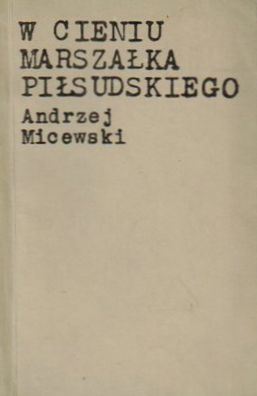 W CIENIU
MARSZAŁKA
PIŁSUDSKIEGO
Andrzej
Micewski